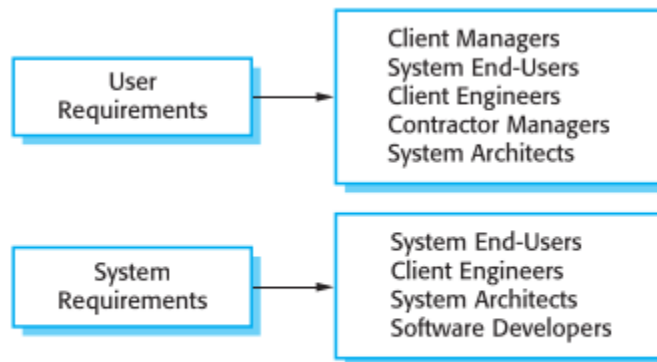 User
Requirements
Client Managers
System End-Users
Client Engineers
Contractor Managers
System Architects
System
Requirements
System End-Users
Client Engineers
System Architects
Software Developers